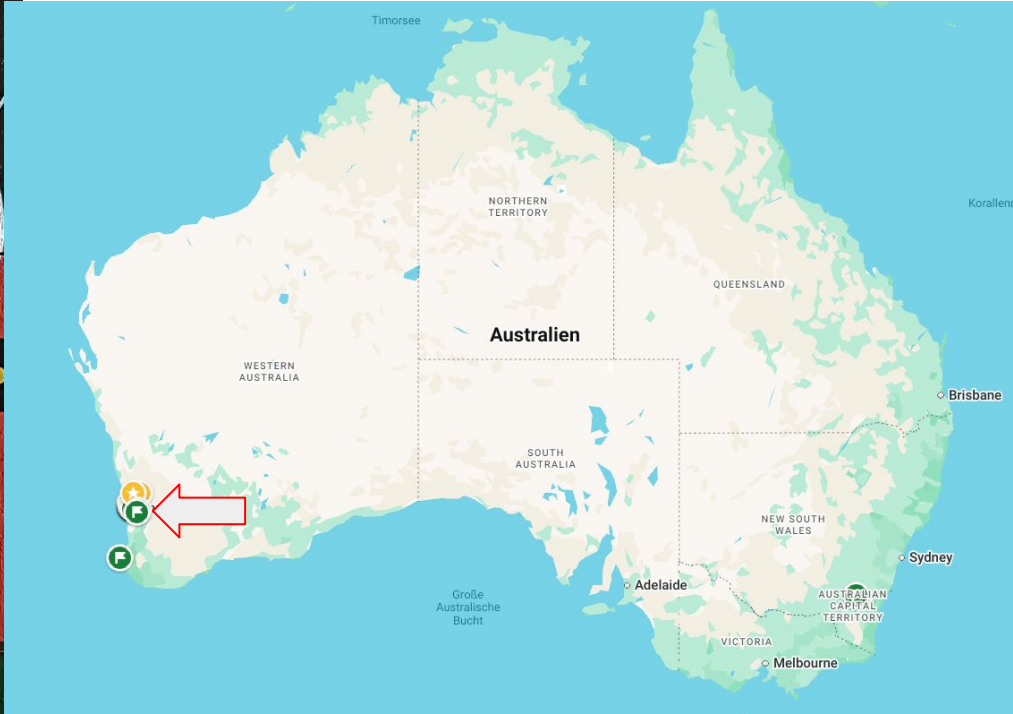 Timorsee
NORTHERN
TERRITORY
Korallenn
QUEENSLAND
Australien
WESTERN
AUSTRALIA
Brisbane
SOUTH
AUSTRALIA
NEW SOUTH
WALES
Sydney
Adelaide
AUSTRALIAN
CAPITAL
TERRITORY
Große
Australische
Bucht
VICTORIA
Melbourne